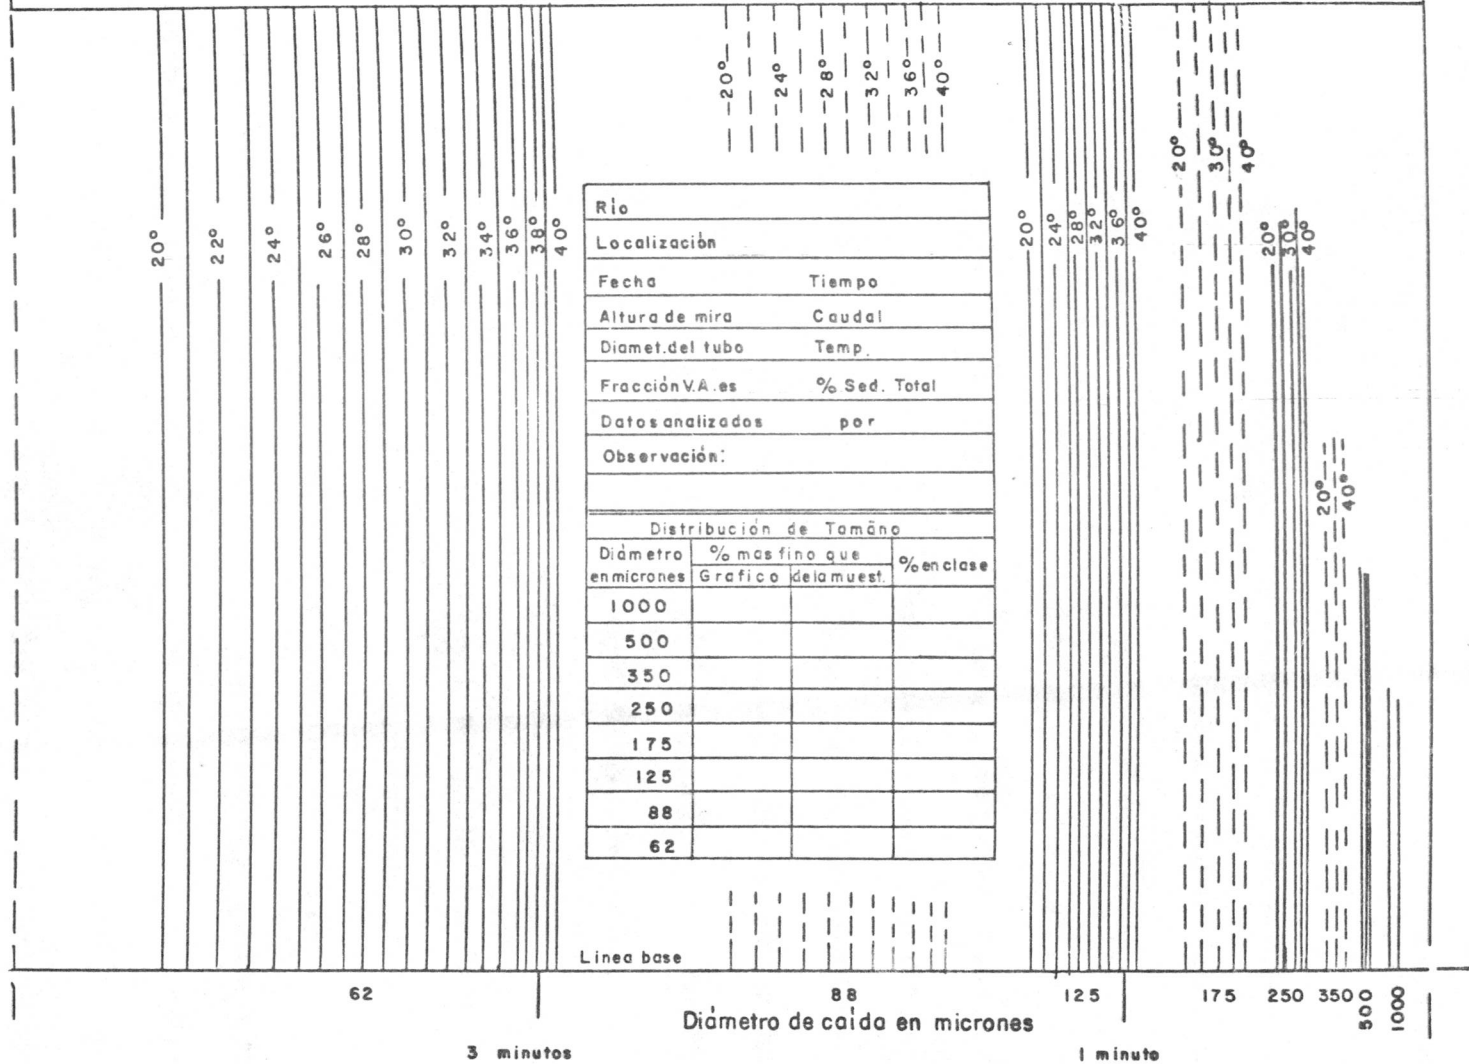 20° 24° 28° 32° 36° 40°
20° 30° 40°
20° 22° 24° 26° 28° 30° 32° 34° 36° 38° 40°
20° 24° 28° 32° 36° 40°
20° 30° 40°
20° 40°
Río
Localización
Fecha Tiempo
Altura de mira Caudal
Diamet.del tubo Temp.
Fracción V.A. es % Sed. Total
Datos analizados por
Observación:
Distribución de Tamãno
Diámetro % mas fino que % en clase
en micrones Grafico de la muest.
1000
500
350
250
175
125
88
62
Linea base
62 88 125 175 250 350 500 1000
Diámetro de caída en micrones
3 minutos 1 minuto